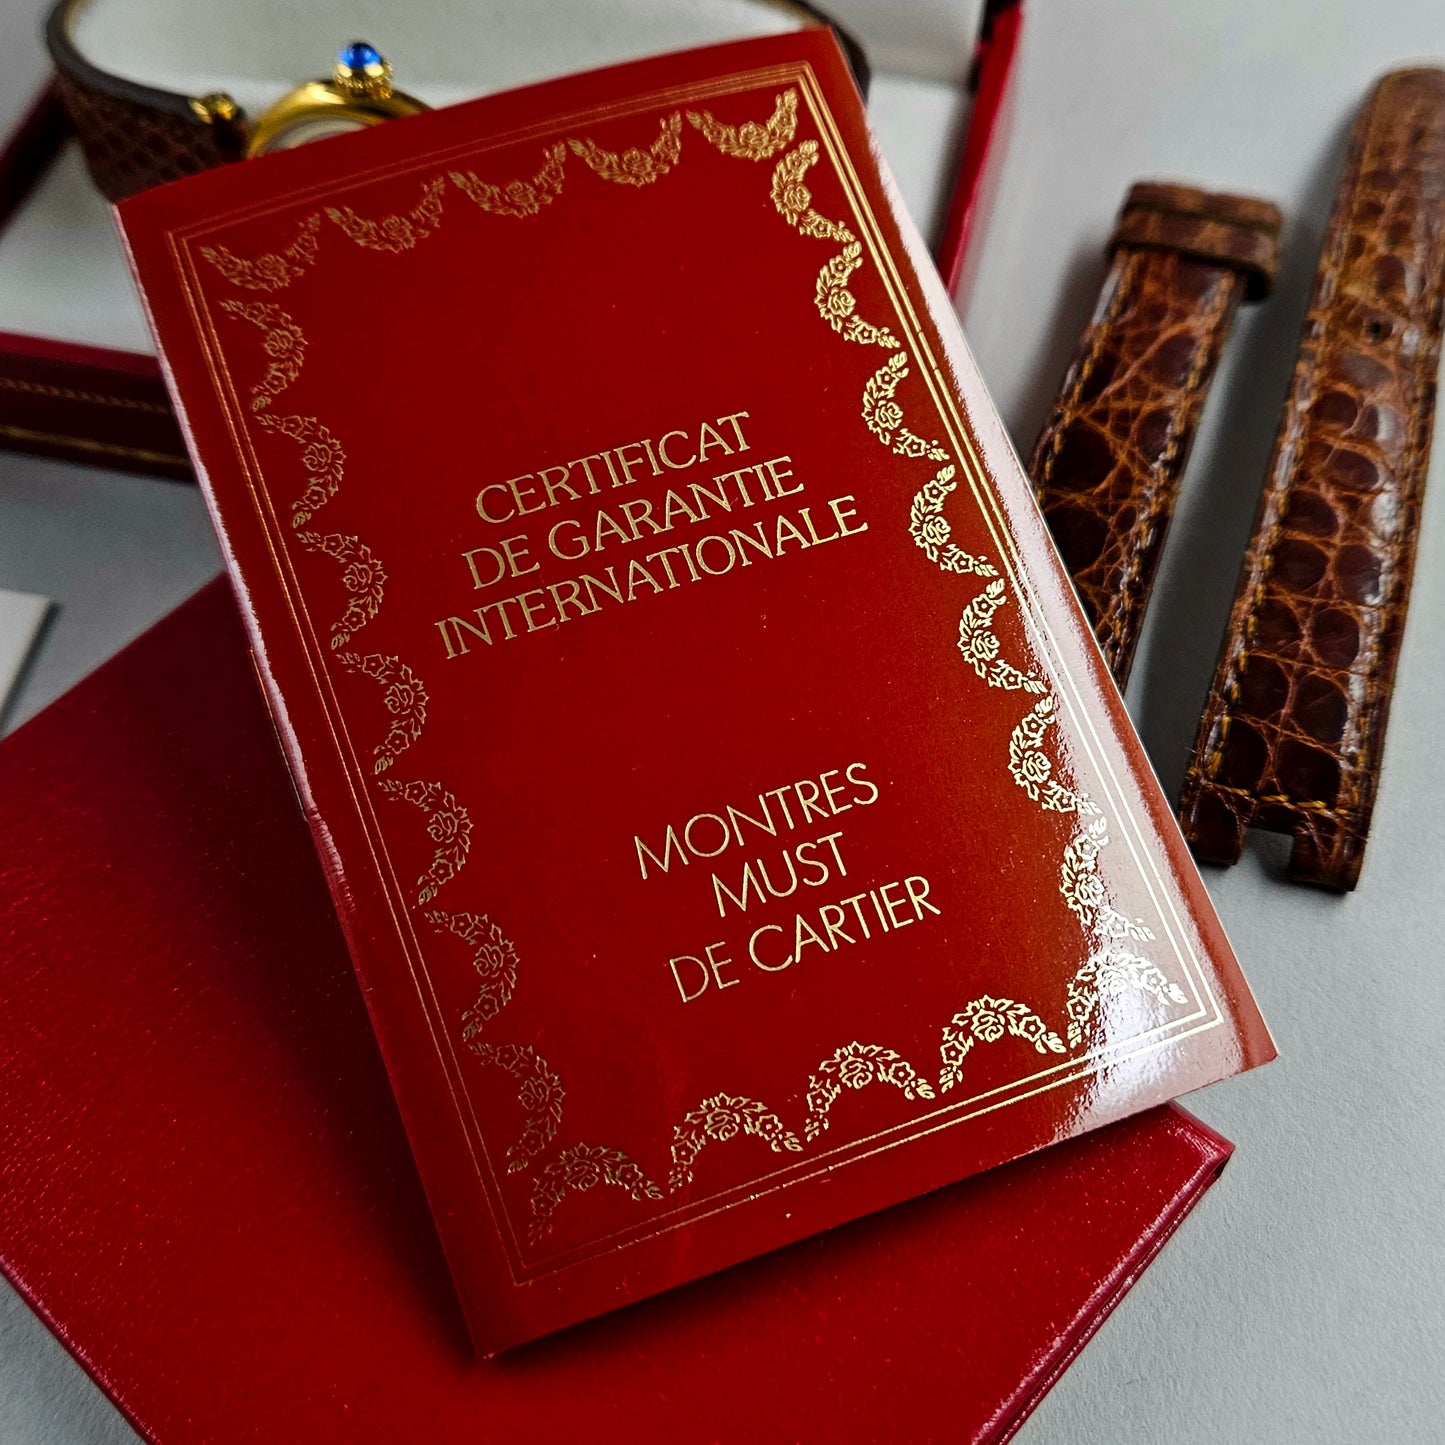 CERTIFICAT
DE GARANTIE
INTERNATIONALE
MONTRES
MUST
DE CARTIER